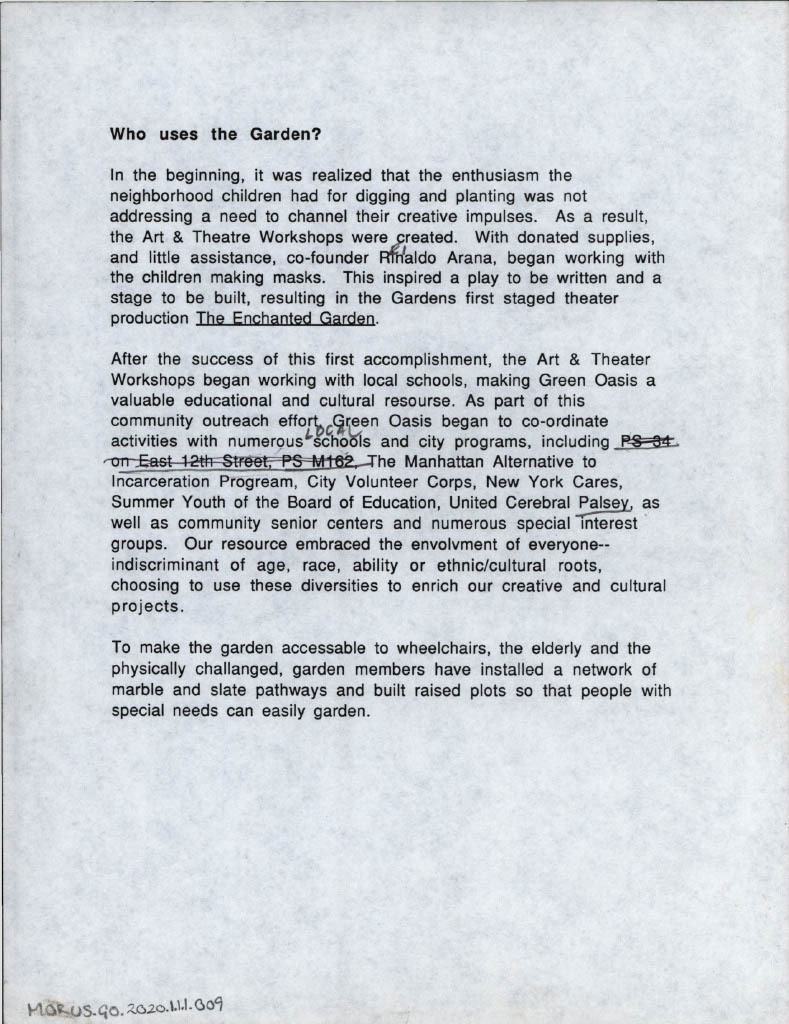 Who uses the Garden?
In the beginning, it was realized that the enthusiasm the
neighborhood children had for digging and planting was not
addressing a need to channel their creative impulses. As a result,
the Art & Theatre Workshops were created. With donated supplies,
EI
and little assistance, co-founder Rinaldo Arana, began working with
the children making masks. This inspired a play to be written and a
stage to be built, resulting in the Gardens first staged theater
production The Enchanted Garden.
After the success of this first accomplishment, the Art & Theater
Workshops began working with local schools, making Green Oasis a
valuable educational and cultural resourse. As part of this
community outreach effort, Green Oasis began to co-ordinate
LOCAL
activities with numerous schools and city programs, including PS 34
on East 12th Street, PS M162, The Manhattan Alternative to
Incarceration Progream, City Volunteer Corps, New York Cares,
Summer Youth of the Board of Education, United Cerebral Palsey, as
well as community senior centers and numerous special interest
groups. Our resource embraced the envolvment of everyone--
indiscriminant of age, race, ability or ethnic/cultural roots,
choosing to use these diversities to enrich our creative and cultural
projects.
To make the garden accessable to wheelchairs, the elderly and the
physically challanged, garden members have installed a network of
marble and slate pathways and built raised plots so that people with
special needs can easily garden.
MORUS.GO.2020.1.1.1.009